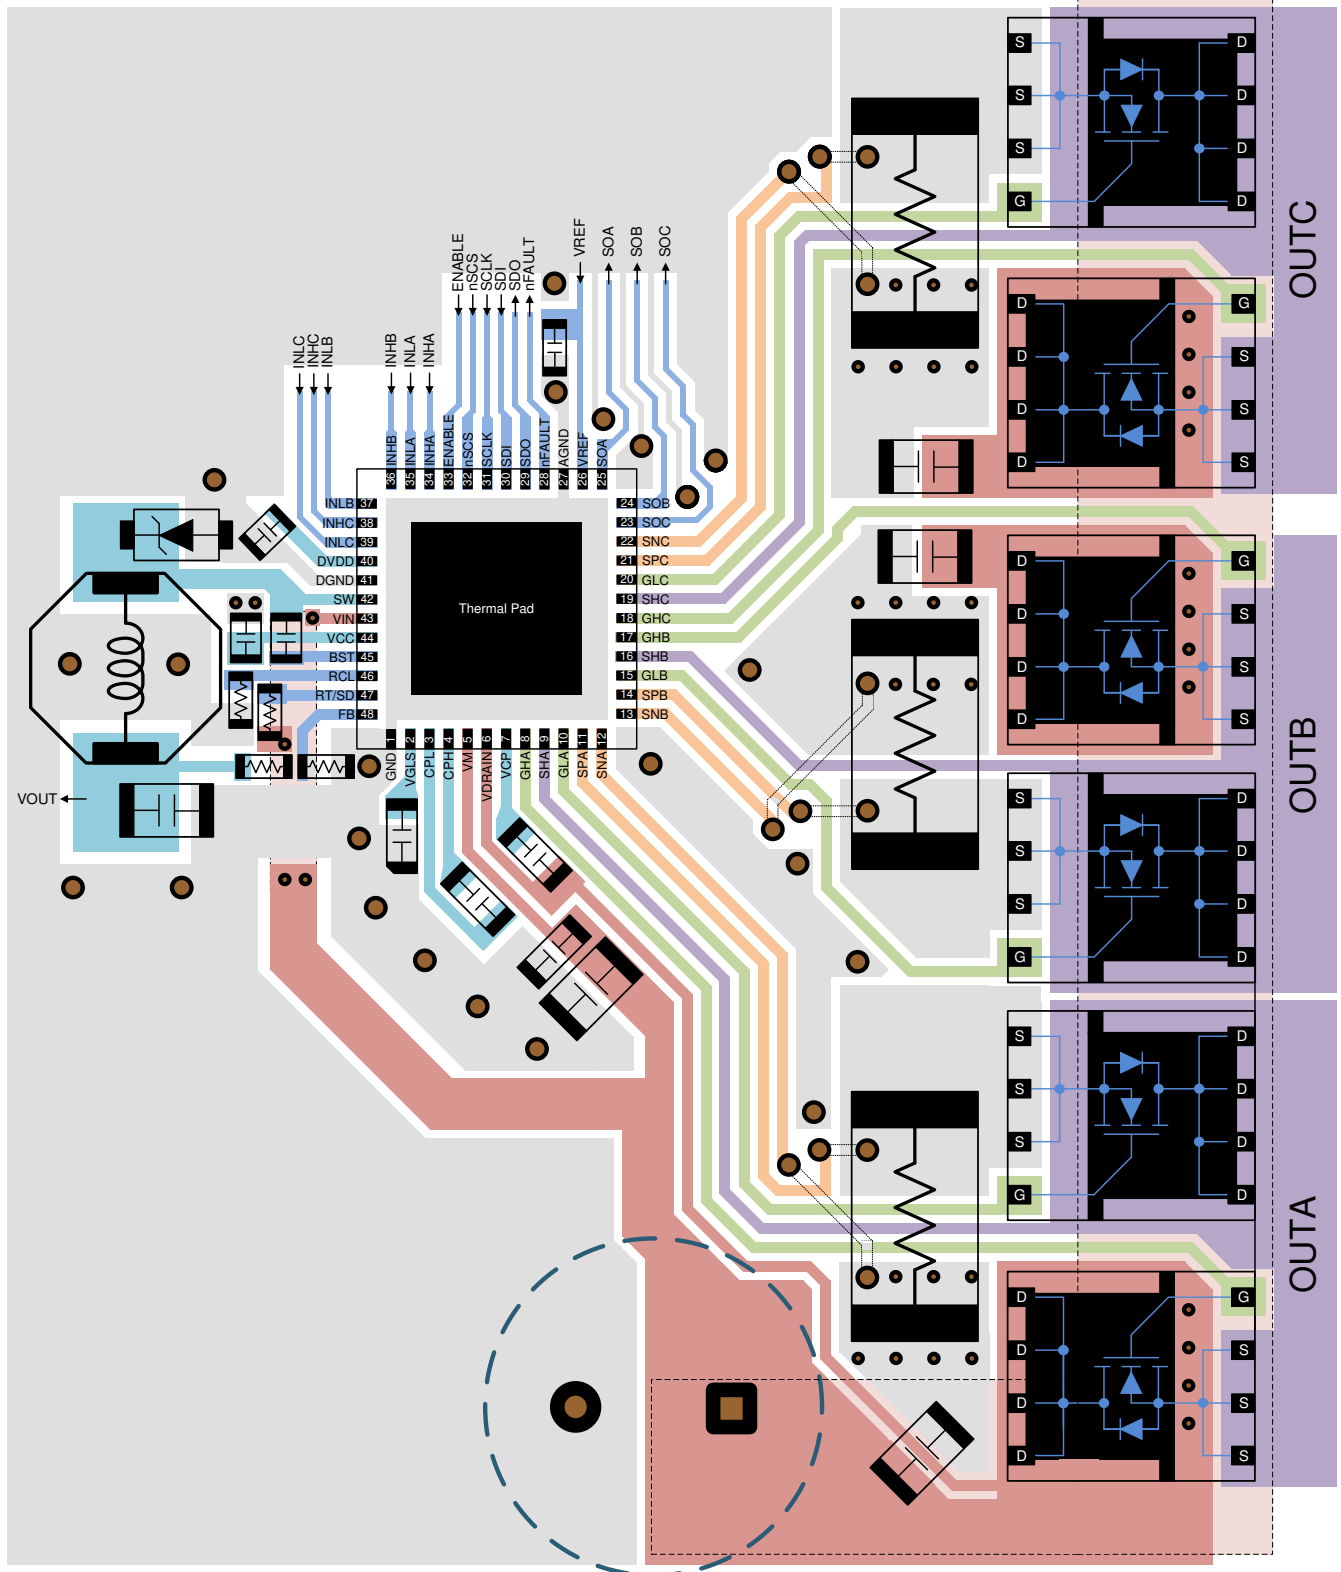 S
D
S
D
S
D
G
D
OUTC
ENABLE
nSCS
SCLK
SDI
SDO
nFAULT
VREF
SOA
SOB
SOC
D
G
D
S
D
S
D
S
INLC
INHC
INLB
INHB
INLA
INHA
INHB
INLA
INHA
ENABLE
nSCS
SCLK
SDI
SDO
nFAULT
AGND
VREF
SOA
36
35
34
33
32
31
30
29
28
27
26
25
INLB 37
INHC 38
INLC 39
DVDD 40
DGND 41
SW 42
VIN 43
VCC 44
BST 45
RCL 46
RT/SD 47
FB 48
Thermal Pad
24 SOB
23 SOC
22 SNC
21 SPC
20 GLC
19 SHC
18 GHC
17 GHB
16 SHB
15 GLB
14 SPB
13 SNB
D
G
D
S
D
S
D
S
1
2
3
4
5
6
7
8
9
10
11
12
GND
VGLS
CPL
CPH
VM
VDRAIN
VCP
GHA
SHA
GLA
SPA
SNA
VOUT
OUTB
S
D
S
D
S
D
G
D
S
D
S
D
S
D
G
D
OUTA
D
G
D
S
D
S
D
S